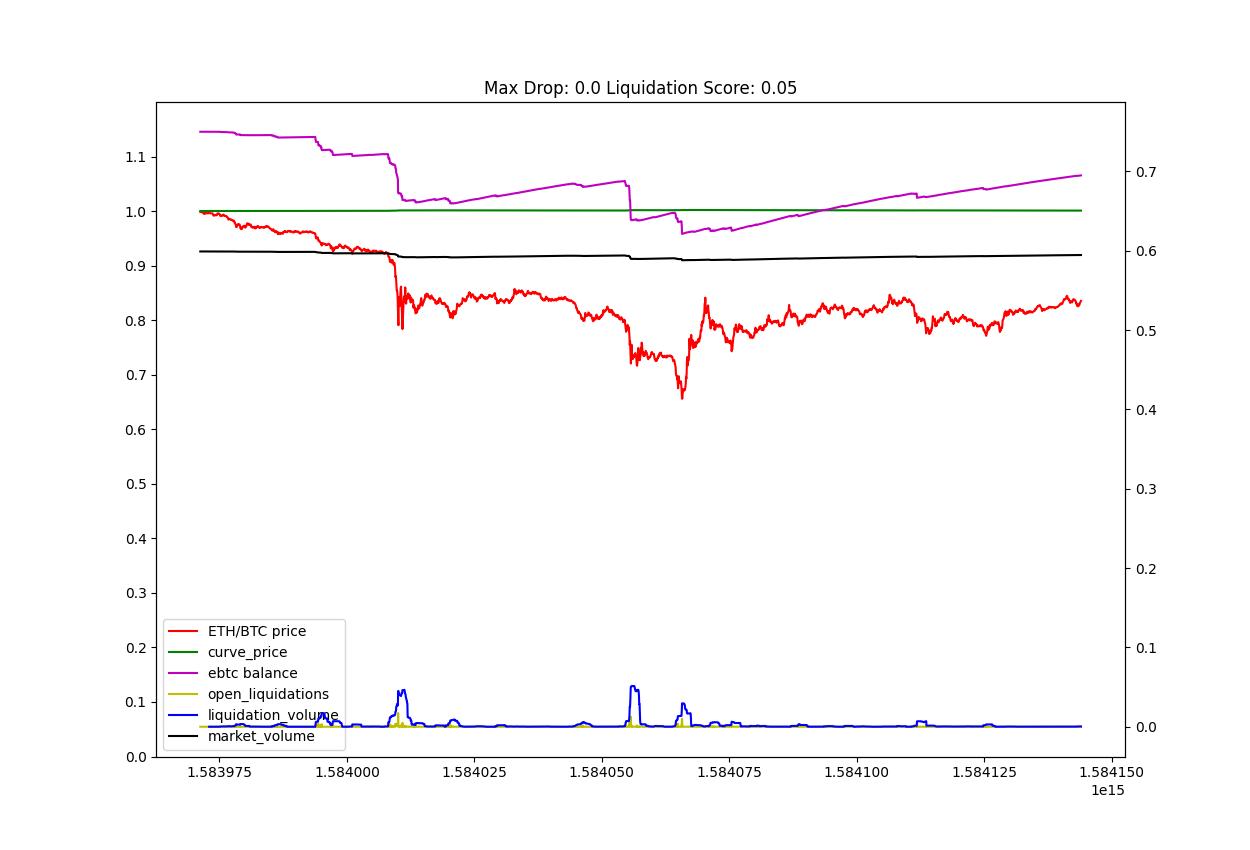 Max Drop: 0.0 Liquidation Score: 0.05
1.1
1.0
0.9
0.8
0.7
0.6
0.5
0.4
0.3
0.2
0.1
0.0
0.7
0.6
0.5
0.4
0.3
0.2
0.1
0.0
ETH/BTC price
curve_price
ebtc balance
open_liquidations
liquidation_volume
market_volume
1.583975 1.584000 1.584025 1.584050 1.584075 1.584100 1.584125 1.584150
1e15